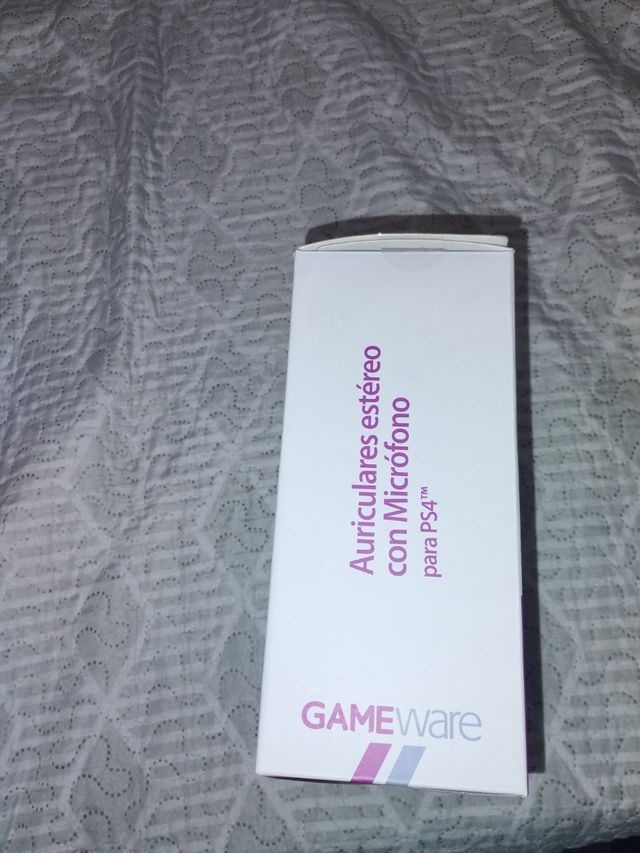 Auriculares estéreo
con Micrófono
para PS4™
GAMEware